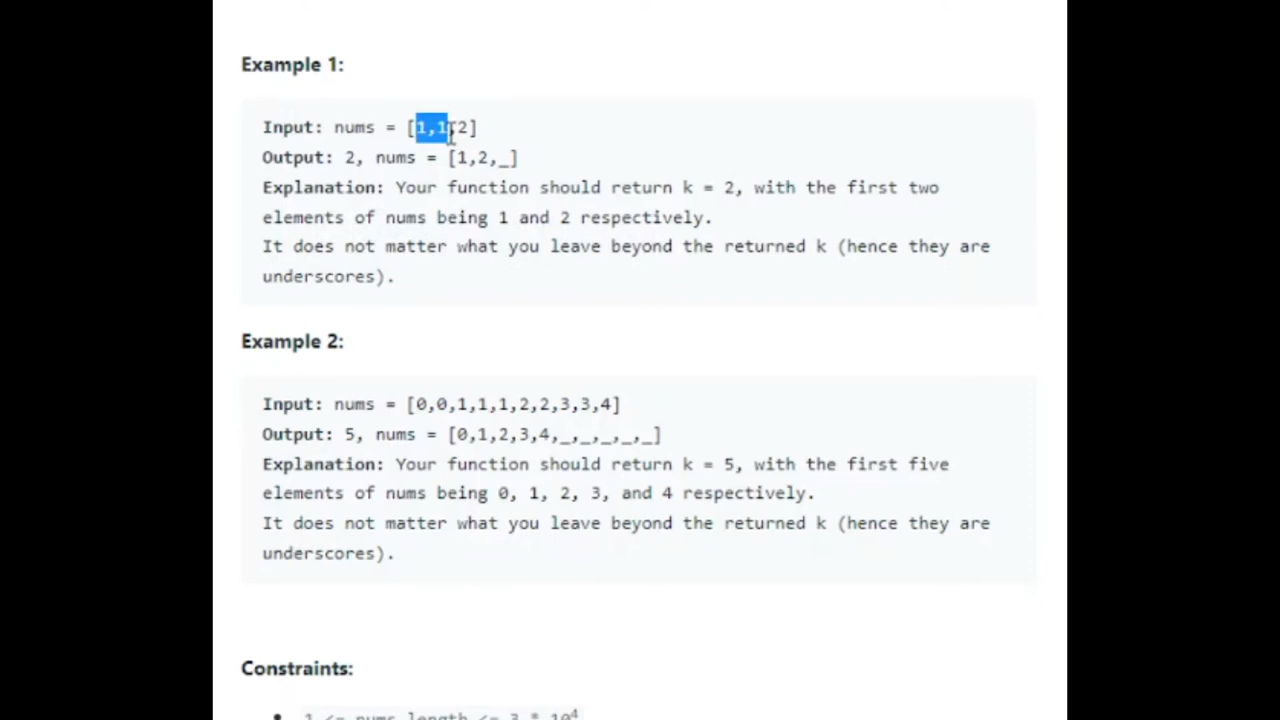 Example 1:
Input: nums = [1,1,2]
Output: 2, nums = [1,2,_]
Explanation: Your function should return k = 2, with the first two
elements of nums being 1 and 2 respectively.
It does not matter what you leave beyond the returned k (hence they are
underscores).
Example 2:
Input: nums = [0,0,1,1,1,2,2,3,3,4]
Output: 5, nums = [0,1,2,3,4,_,_,_,_,_]
Explanation: Your function should return k = 5, with the first five
elements of nums being 0, 1, 2, 3, and 4 respectively.
It does not matter what you leave beyond the returned k (hence they are
underscores).
Constraints:
1 <= nums.length <= 3 * 10⁴